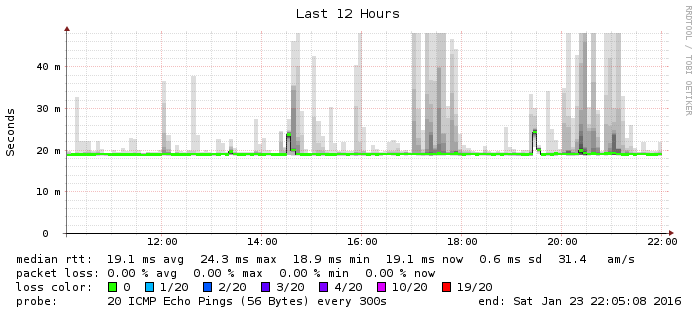 Last 12 Hours
RRDTOOL / TOBI OETIKER
Seconds
40 m
30 m
20 m
10 m
0
12:00 14:00 16:00 18:00 20:00 22:00
median rtt: 19.1 ms avg 24.3 ms max 18.9 ms min 19.1 ms now 0.6 ms sd 31.4 am/s
packet loss: 0.00 % avg 0.00 % max 0.00 % min 0.00 % now
loss color: 0 1/20 2/20 3/20 4/20 10/20 19/20
probe: 20 ICMP Echo Pings (56 Bytes) every 300s end: Sat Jan 23 22:05:08 2016